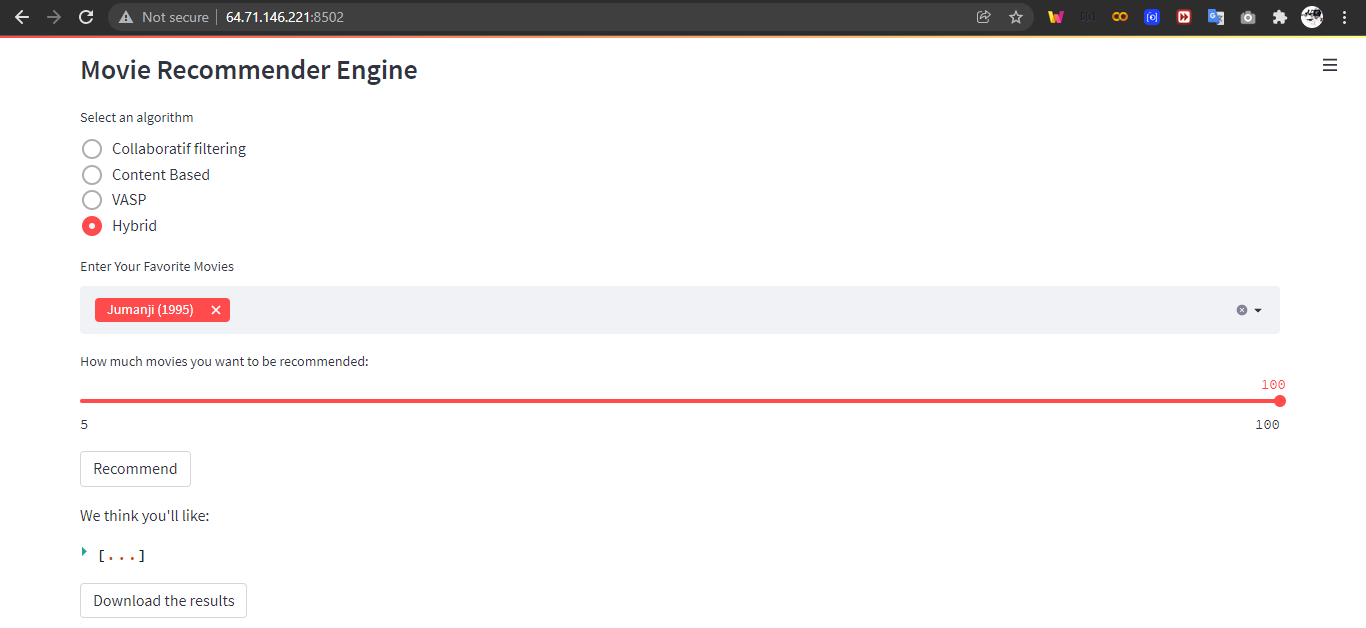 Not secure | 64.71.146.221:8502
Movie Recommender Engine
Select an algorithm
Collaboratif filtering
Content Based
VASP
Hybrid
Enter Your Favorite Movies
Jumanji (1995)
How much movies you want to be recommended:
100
5
100
Recommend
We think you'll like:
[...]
Download the results